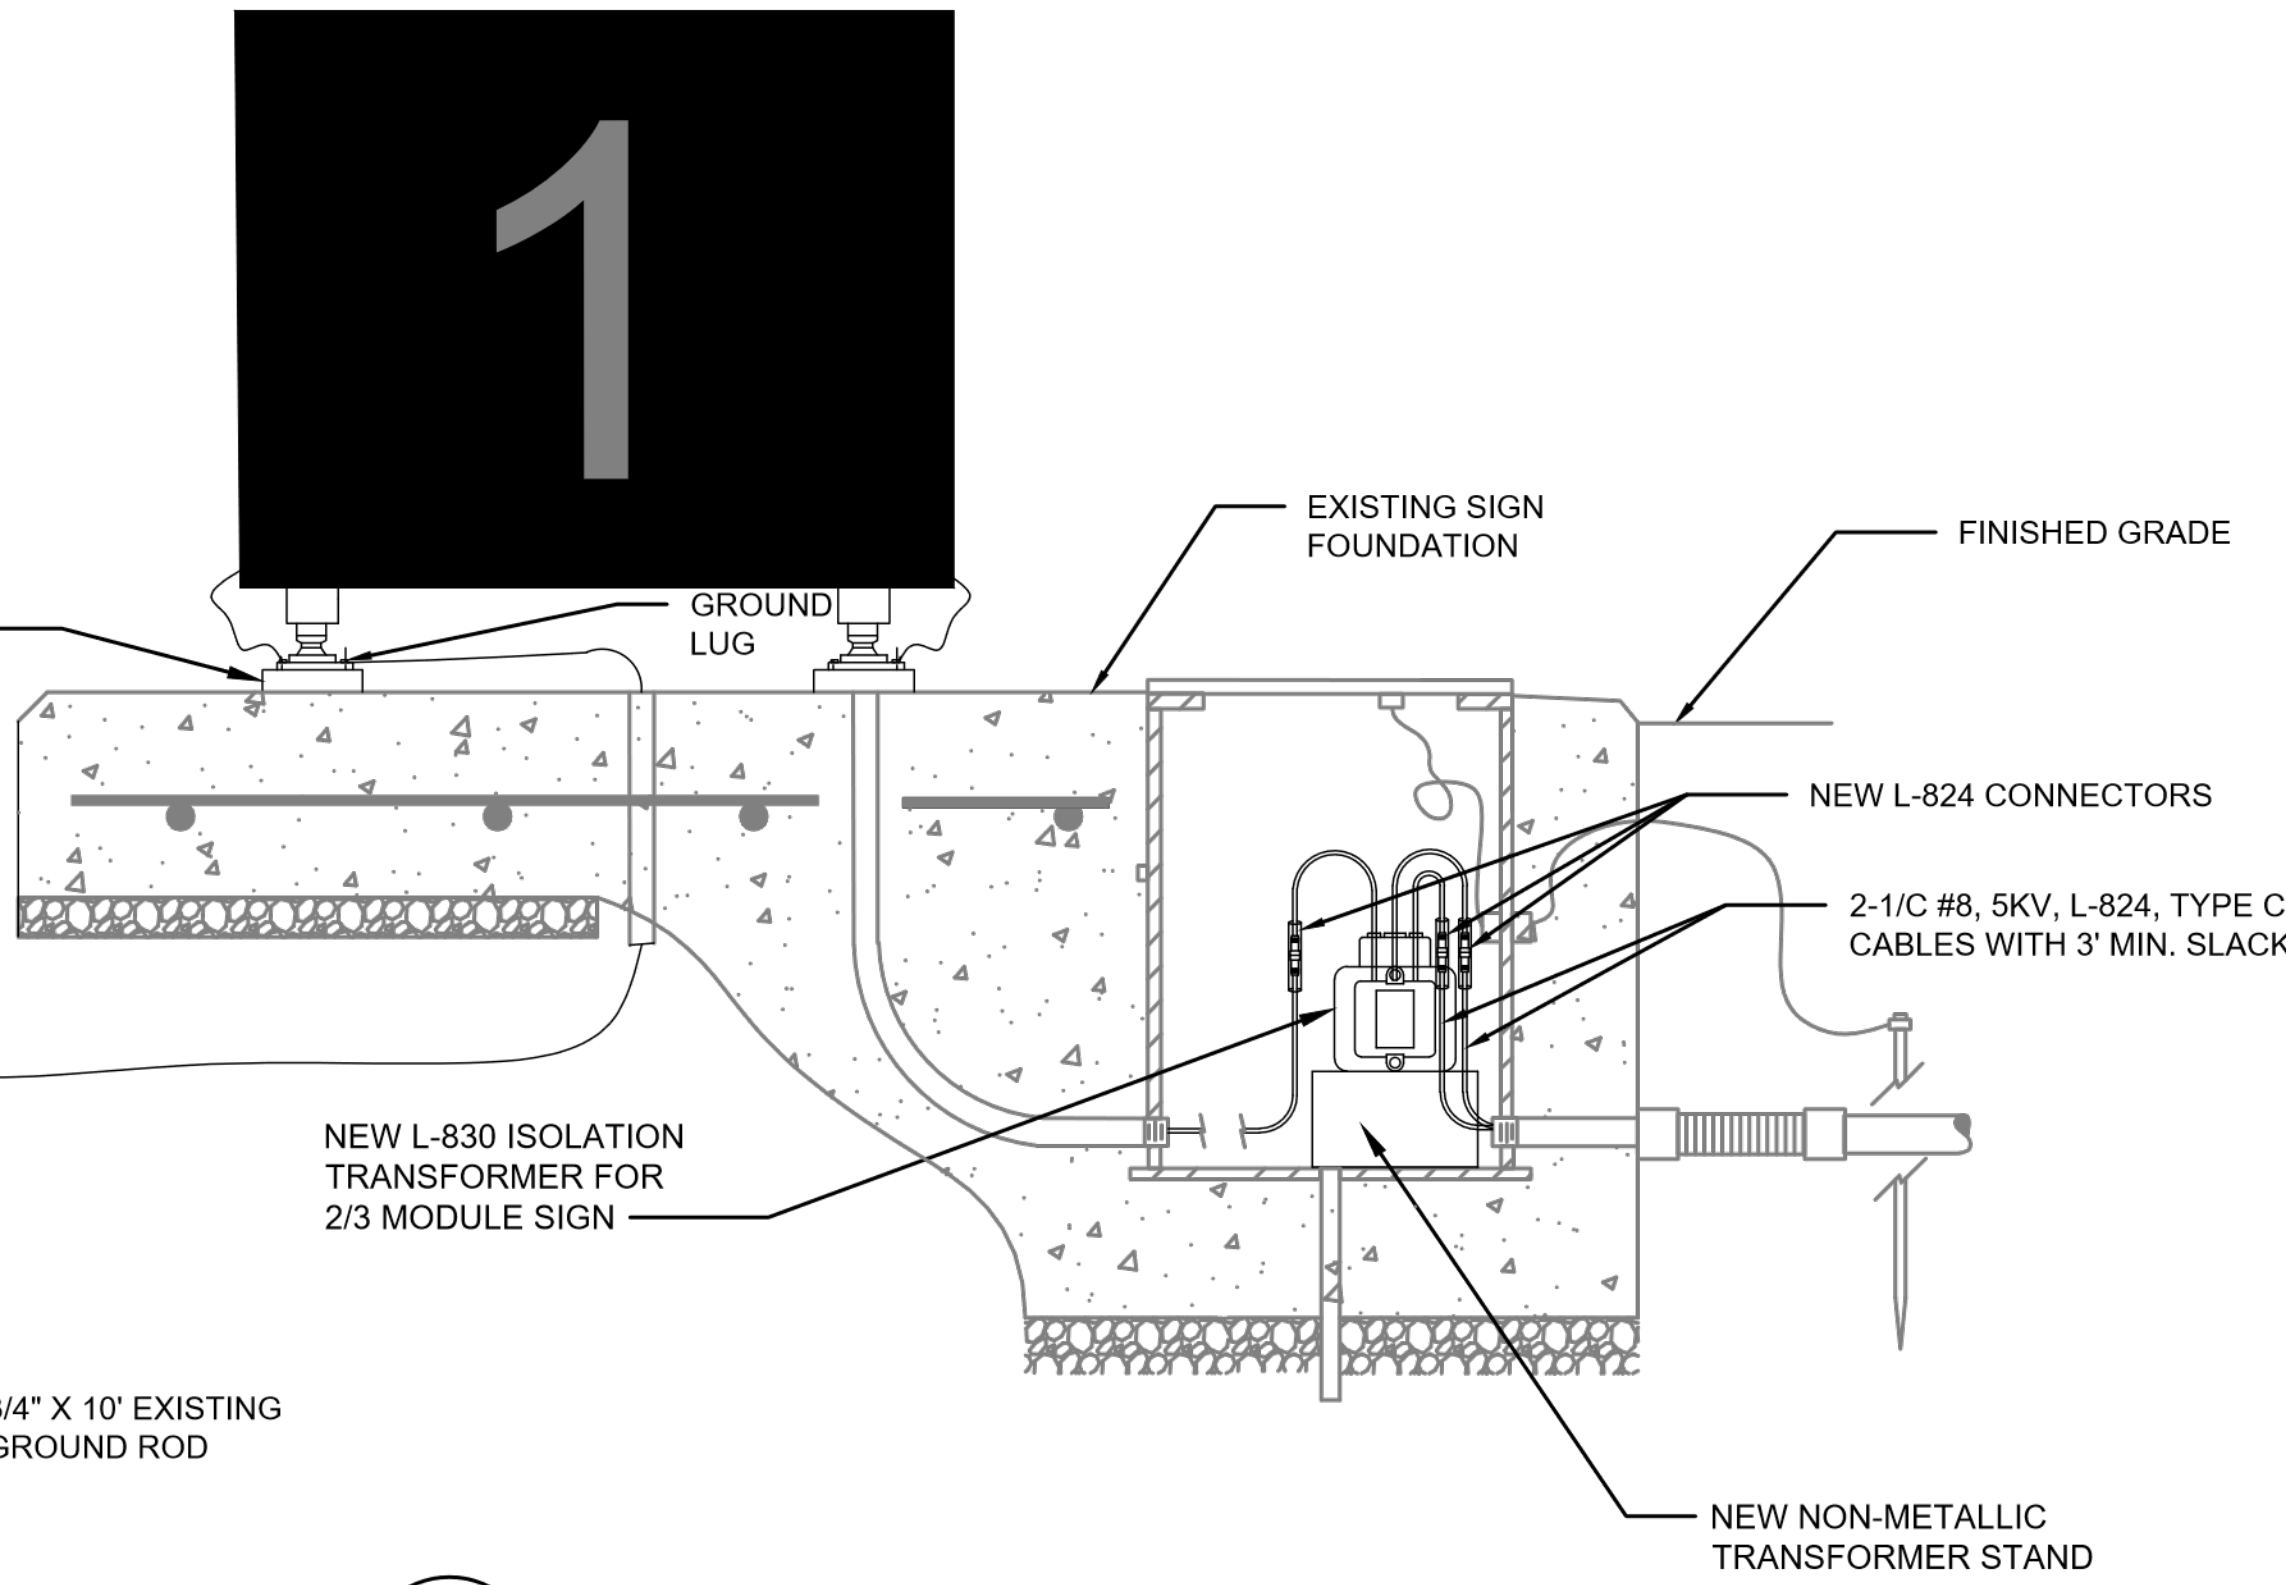 1
EXISTING SIGN
FOUNDATION
FINISHED GRADE
GROUND
LUG
NEW L-824 CONNECTORS
2-1/C #8, 5KV, L-824, TYPE C
CABLES WITH 3' MIN. SLACK
NEW L-830 ISOLATION
TRANSFORMER FOR
2/3 MODULE SIGN
3/4" X 10' EXISTING
GROUND ROD
NEW NON-METALLIC
TRANSFORMER STAND